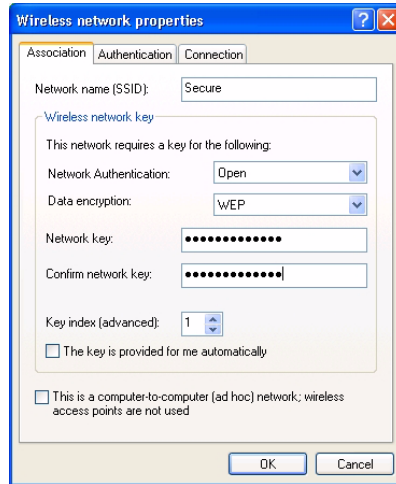 Wireless network properties
Association Authentication Connection
Network name (SSID): Secure
Wireless network key
This network requires a key for the following:
Network Authentication: Open
Data encryption: WEP
Network key: •••••••••••••
Confirm network key: •••••••••••••
Key index (advanced): 1
The key is provided for me automatically
This is a computer-to-computer (ad hoc) network; wireless
access points are not used
OK Cancel